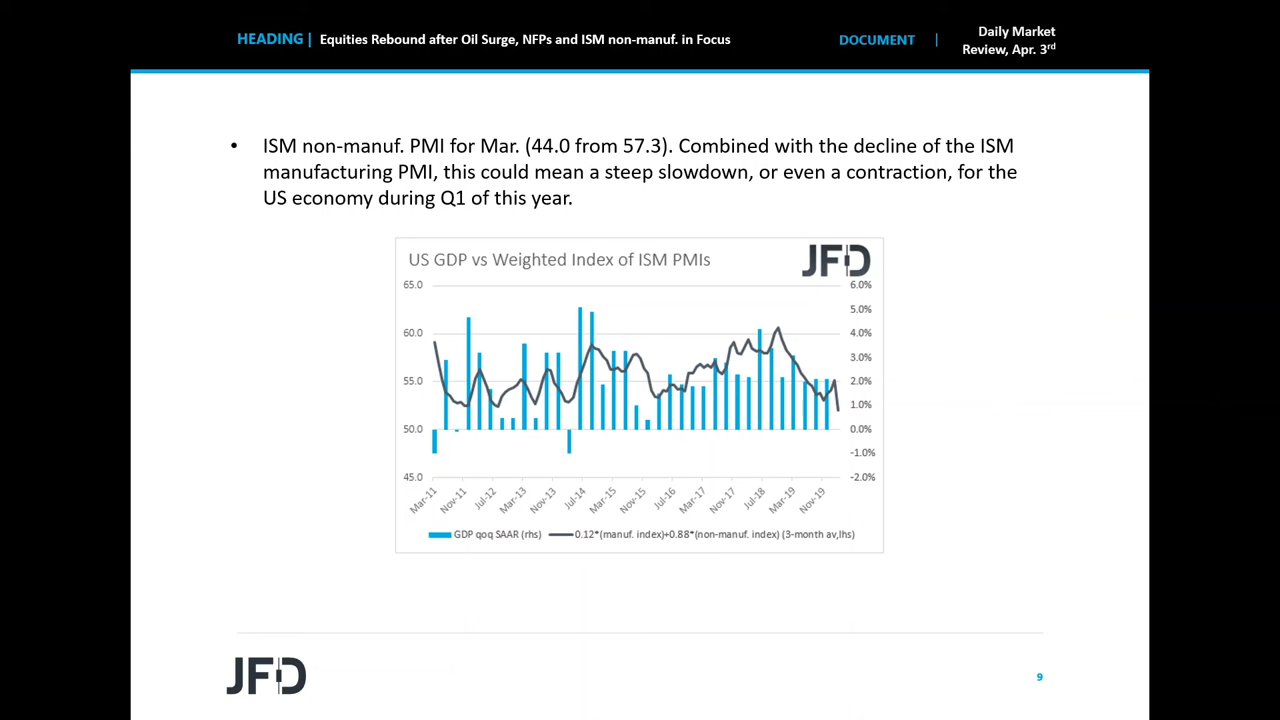 HEADING | Equities Rebound after Oil Surge, NFPs and ISM non-manuf. in Focus
DOCUMENT |
Daily Market
Review, Apr. 3rd
• ISM non-manuf. PMI for Mar. (44.0 from 57.3). Combined with the decline of the ISM
manufacturing PMI, this could mean a steep slowdown, or even a contraction, for the
US economy during Q1 of this year.
US GDP vs Weighted Index of ISM PMIs
JFD
65.0
60.0
55.0
50.0
45.0
6.0%
5.0%
4.0%
3.0%
2.0%
1.0%
0.0%
-1.0%
-2.0%
Mar-11
Nov-11
Jul-12
Mar-13
Nov-13
Jul-14
Mar-15
Nov-15
Jul-16
Mar-17
Nov-17
Jul-18
Mar-19
Nov-19
GDP qoq SAAR (rhs)
0.12*(manuf. index)+0.88*(non-manuf. index) (3-month av,lhs)
JFD
9